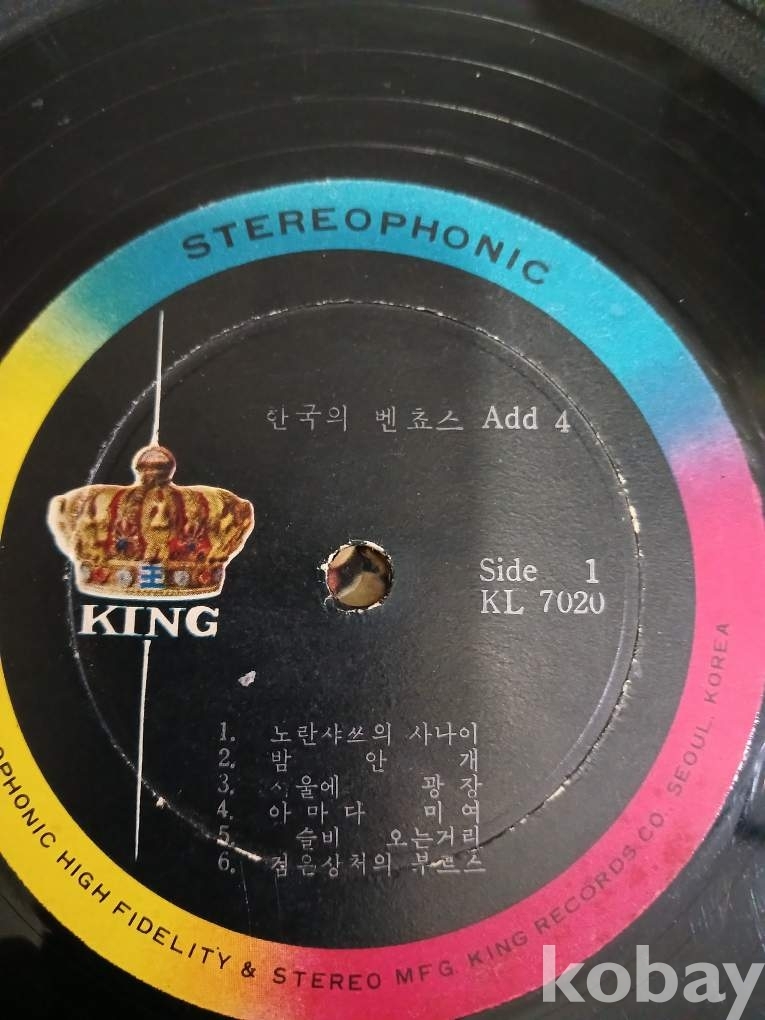 STEREOPHONIC
한국의 벤쵸스 Add 4
Side 1
KL 7020
王
KING
1. 노란샤쓰의 사나이
2. 밤 안 개
3. 서울에 광장
4. 아마다 미여
5. 슬비 오는거리
6. 젊은상처의 부르스
OPHONIC HIGH FIDELITY & STEREO MFG. KING RECORDS CO., SEOUL, KOREA
kobay